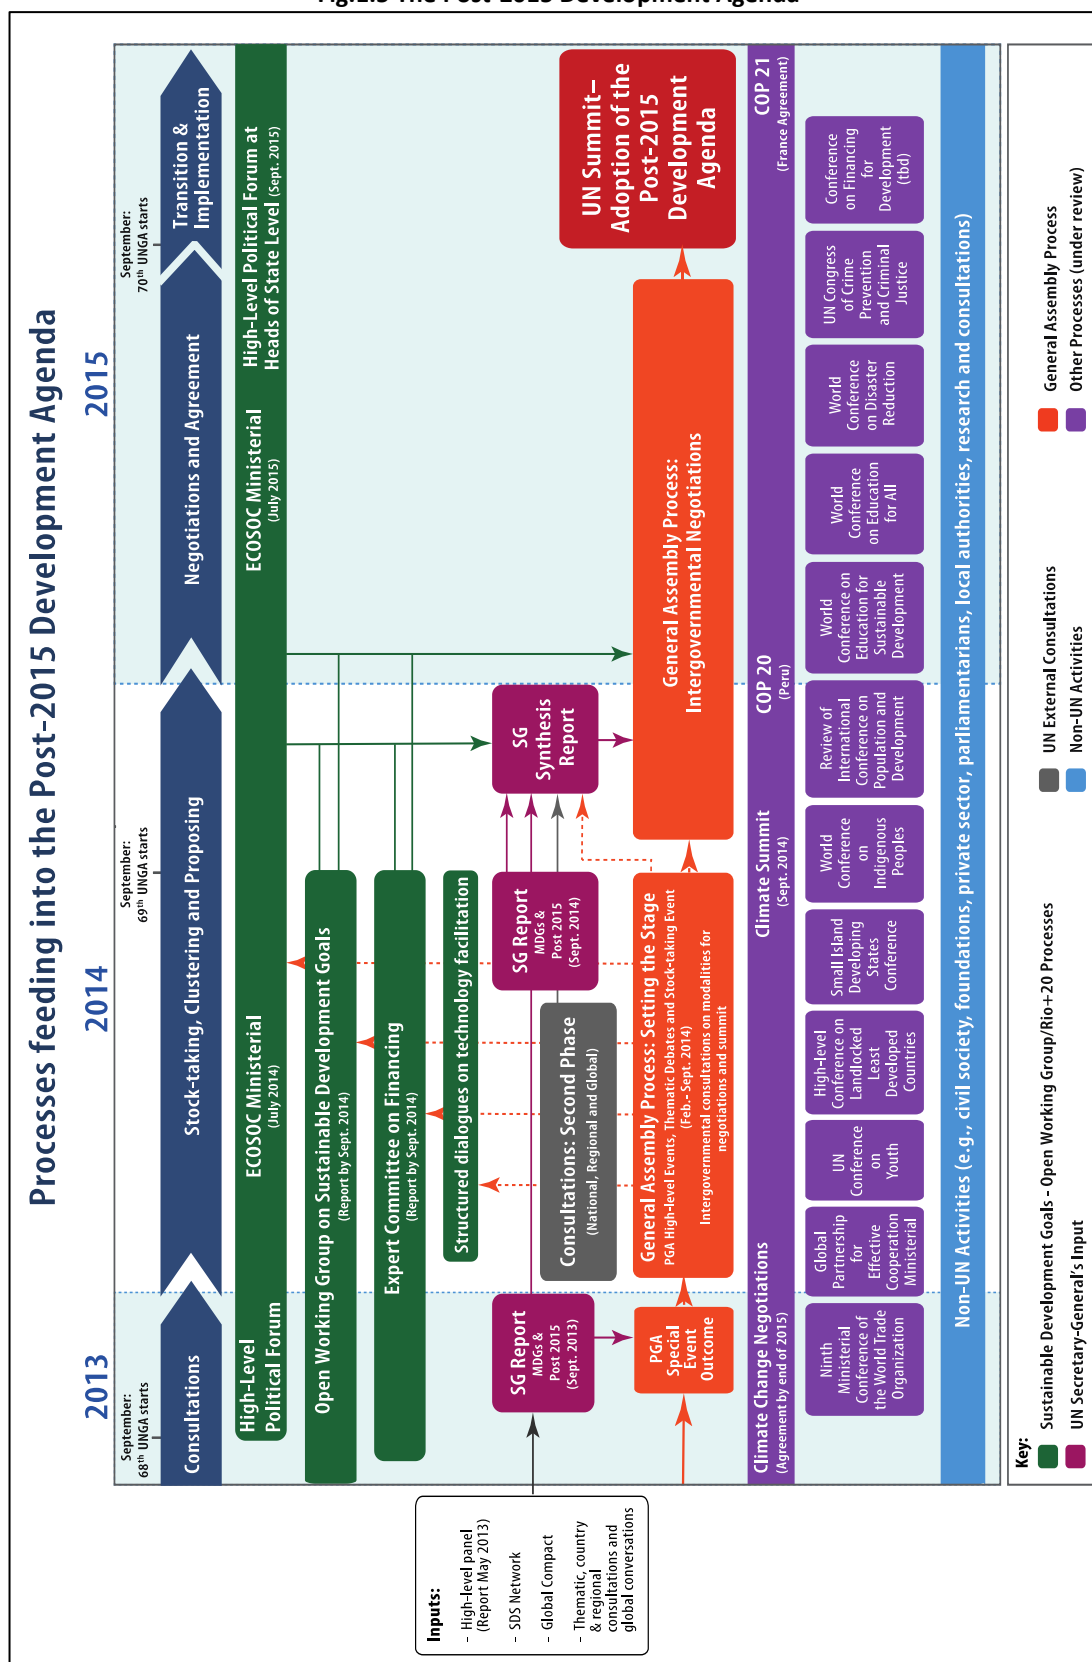 Fig.1.3 The Post-2015 Development Agenda
Processes feeding into the Post-2015 Development Agenda
2013
2014
2015
September:
68th UNGA starts
September:
69th UNGA starts
September:
70th UNGA starts
Consultations
Stock-taking, Clustering and Proposing
Negotiations and Agreement
Transition &
Implementation
High-Level
Political Forum
ECOSOC Ministerial
(July 2014)
ECOSOC Ministerial
(July 2015)
High-Level Political Forum at
Heads of State Level (Sept. 2015)
Open Working Group on Sustainable Development Goals
(Report by Sept. 2014)
Expert Committee on Financing
(Report by Sept. 2014)
Structured dialogues on technology facilitation
Inputs:
- High-level panel
(Report May 2013)
- SDS Network
- Global Compact
- Thematic, country
& regional
consultations and
global conversations
SG Report
MDGs &
Post 2015
(Sept. 2013)
SG Report
MDGs &
Post 2015
(Sept. 2014)
SG
Synthesis
Report
Consultations: Second Phase
(National, Regional and Global)
PGA
Special
Event
Outcome
General Assembly Process: Setting the Stage
PGA High-level Events, Thematic Debates and Stock-taking Event
(Feb.- Sept. 2014)
Intergovernmental consultations on modalities for
negotiations and summit
General Assembly Process:
Intergovernmental Negotiations
UN Summit–
Adoption of the
Post-2015
Development
Agenda
Climate Change Negotiations
(Agreement by end of 2015)
Climate Summit
(Sept. 2014)
COP 20
(Peru)
COP 21
(France Agreement)
Ninth
Ministerial
Conference of
the World Trade
Organization
Global
Partnership
for
Effective
Cooperation
Ministerial
UN
Conference
on
Youth
High-level
Conference on
Landlocked
Least
Developed
Countries
Small Island
Developing
States
Conference
World
Conference
on
Indigenous
Peoples
Review of
International
Conference on
Population and
Development
World
Conference on
Education for
Sustainable
Development
World
Conference
on Education
for All
World
Conference
on Disaster
Reduction
UN Congress
of Crime
Prevention
and Criminal
Justice
Conference
on Financing
for
Development
(tbd)
Non-UN Activities (e.g., civil society, foundations, private sector, parliamentarians, local authorities, research and consultations)
Key:
Sustainable Development Goals - Open Working Group/Rio+20 Processes
UN Secretary-General's Input
UN External Consultations
Non-UN Activities
General Assembly Process
Other Processes (under review)